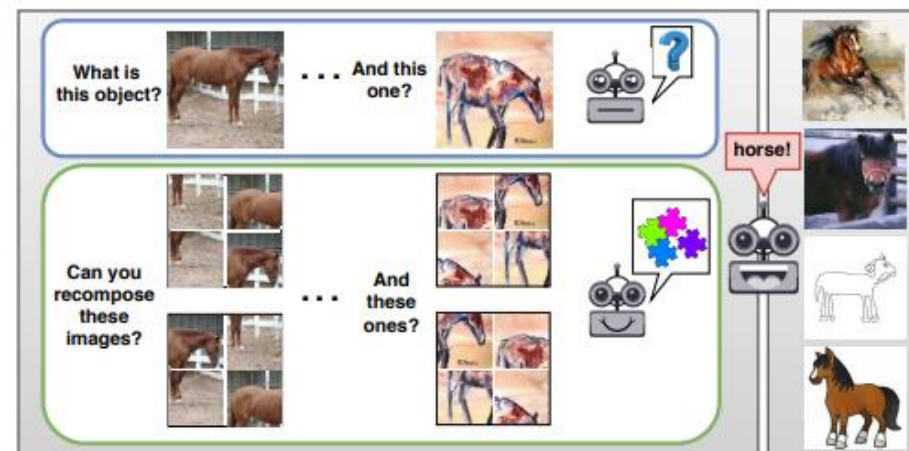 What is
this object?
And this
one?
?
horse!
Can you
recompose
these
images?
And
these
ones?